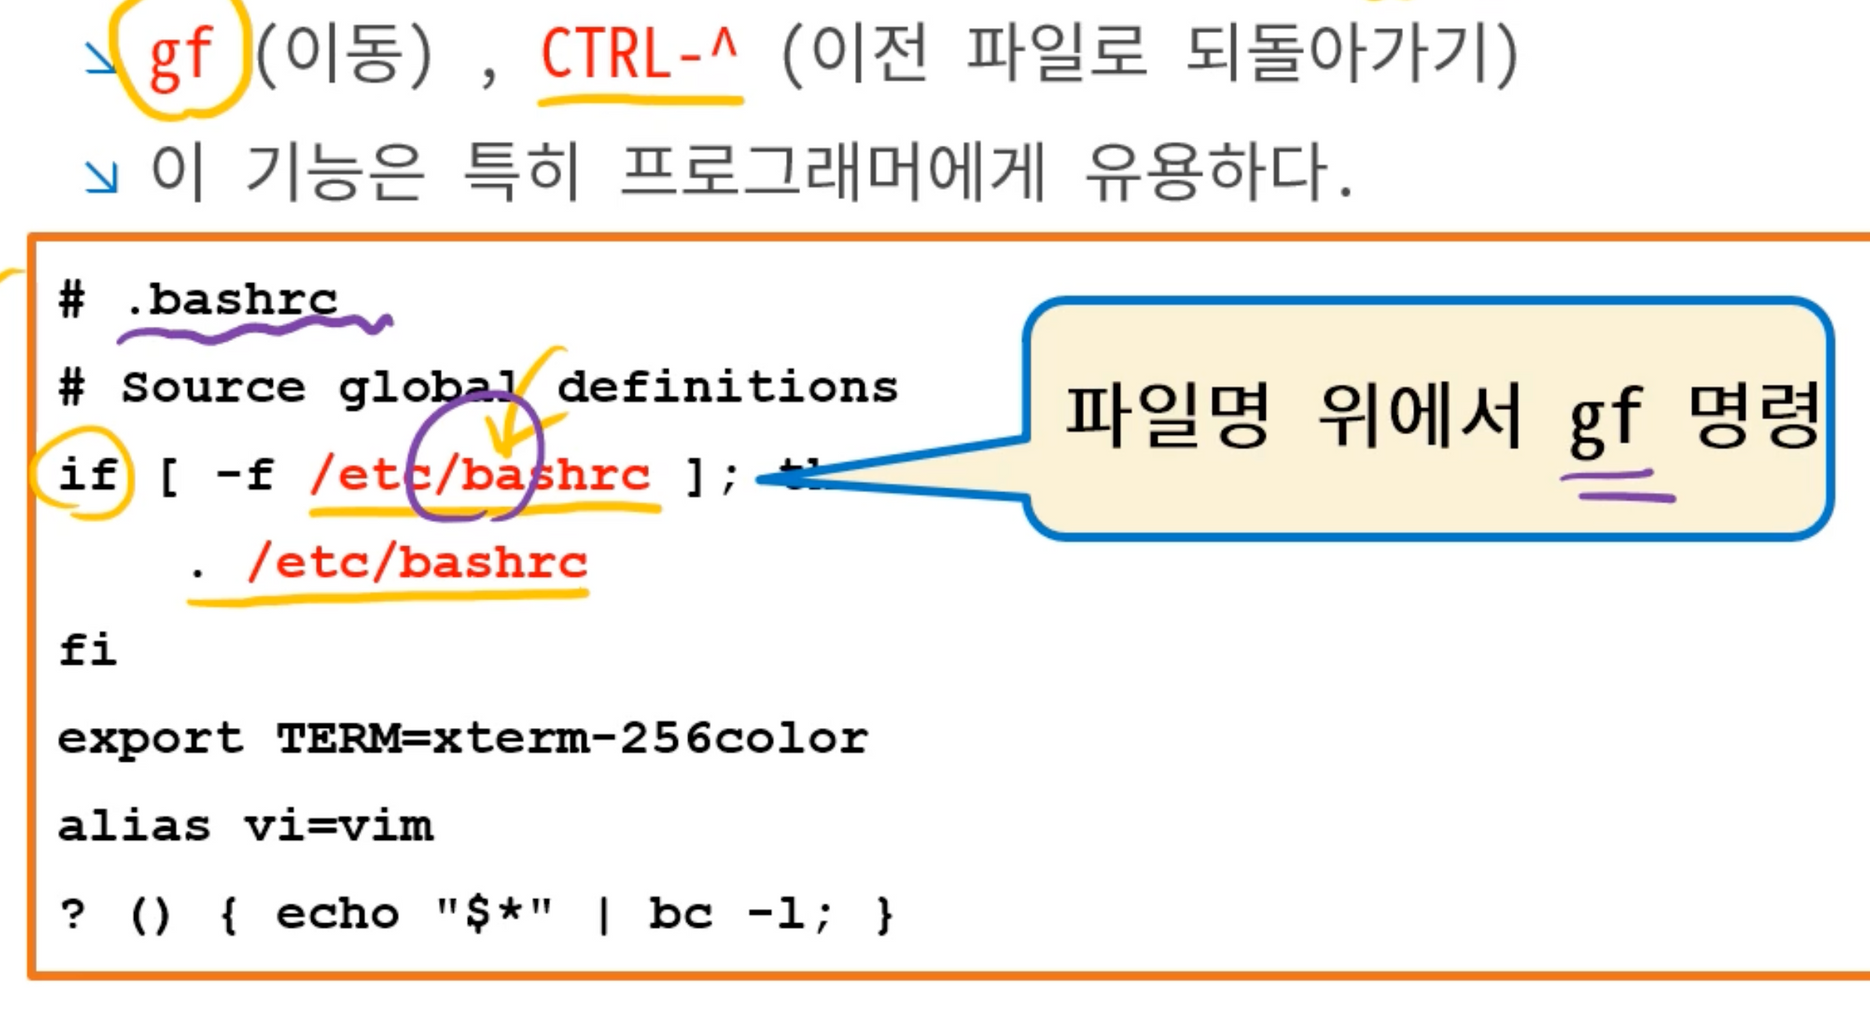 gf (이동) , CTRL-^ (이전 파일로 되돌아가기)
이 기능은 특히 프로그래머에게 유용하다.
# .bashrc
# Source global definitions
if [ -f /etc/bashrc ];
파일명 위에서 gf 명령
. /etc/bashrc
fi
export TERM=xterm-256color
alias vi=vim
? () { echo "$*" | bc -l; }